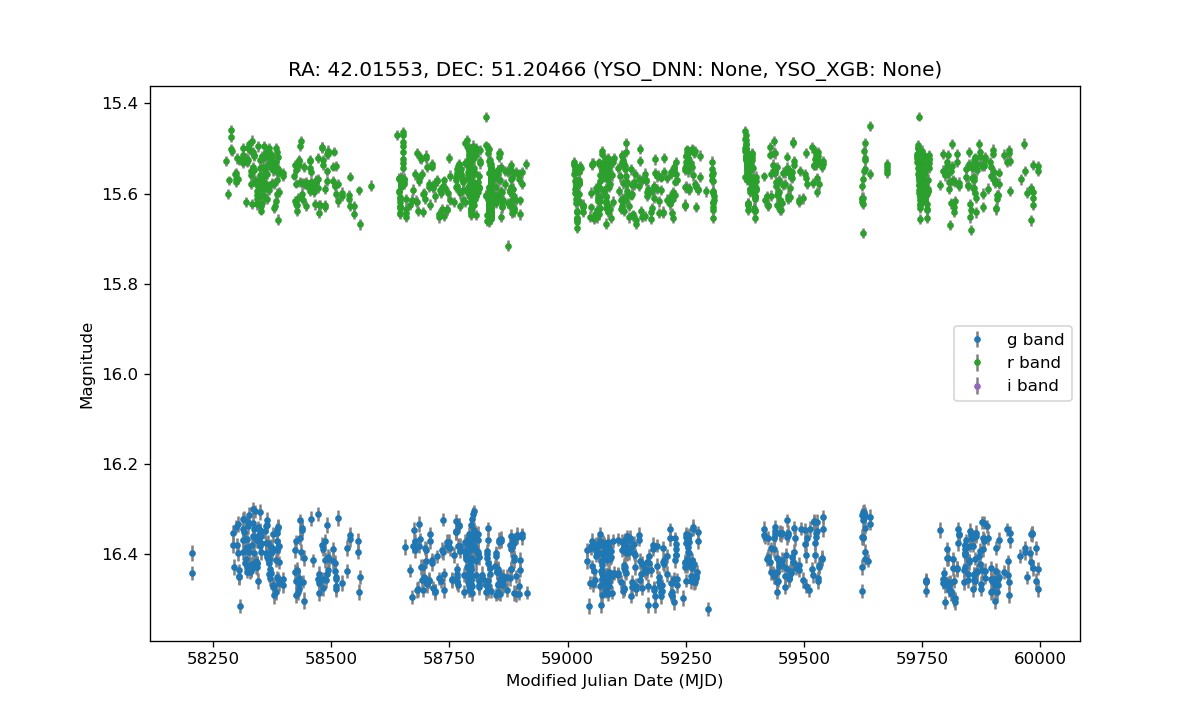 RA: 42.01553, DEC: 51.20466 (YSO_DNN: None, YSO_XGB: None)
15.4
15.6
15.8
16.0
16.2
16.4
Magnitude
g band
r band
i band
58250 58500 58750 59000 59250 59500 59750 60000
Modified Julian Date (MJD)